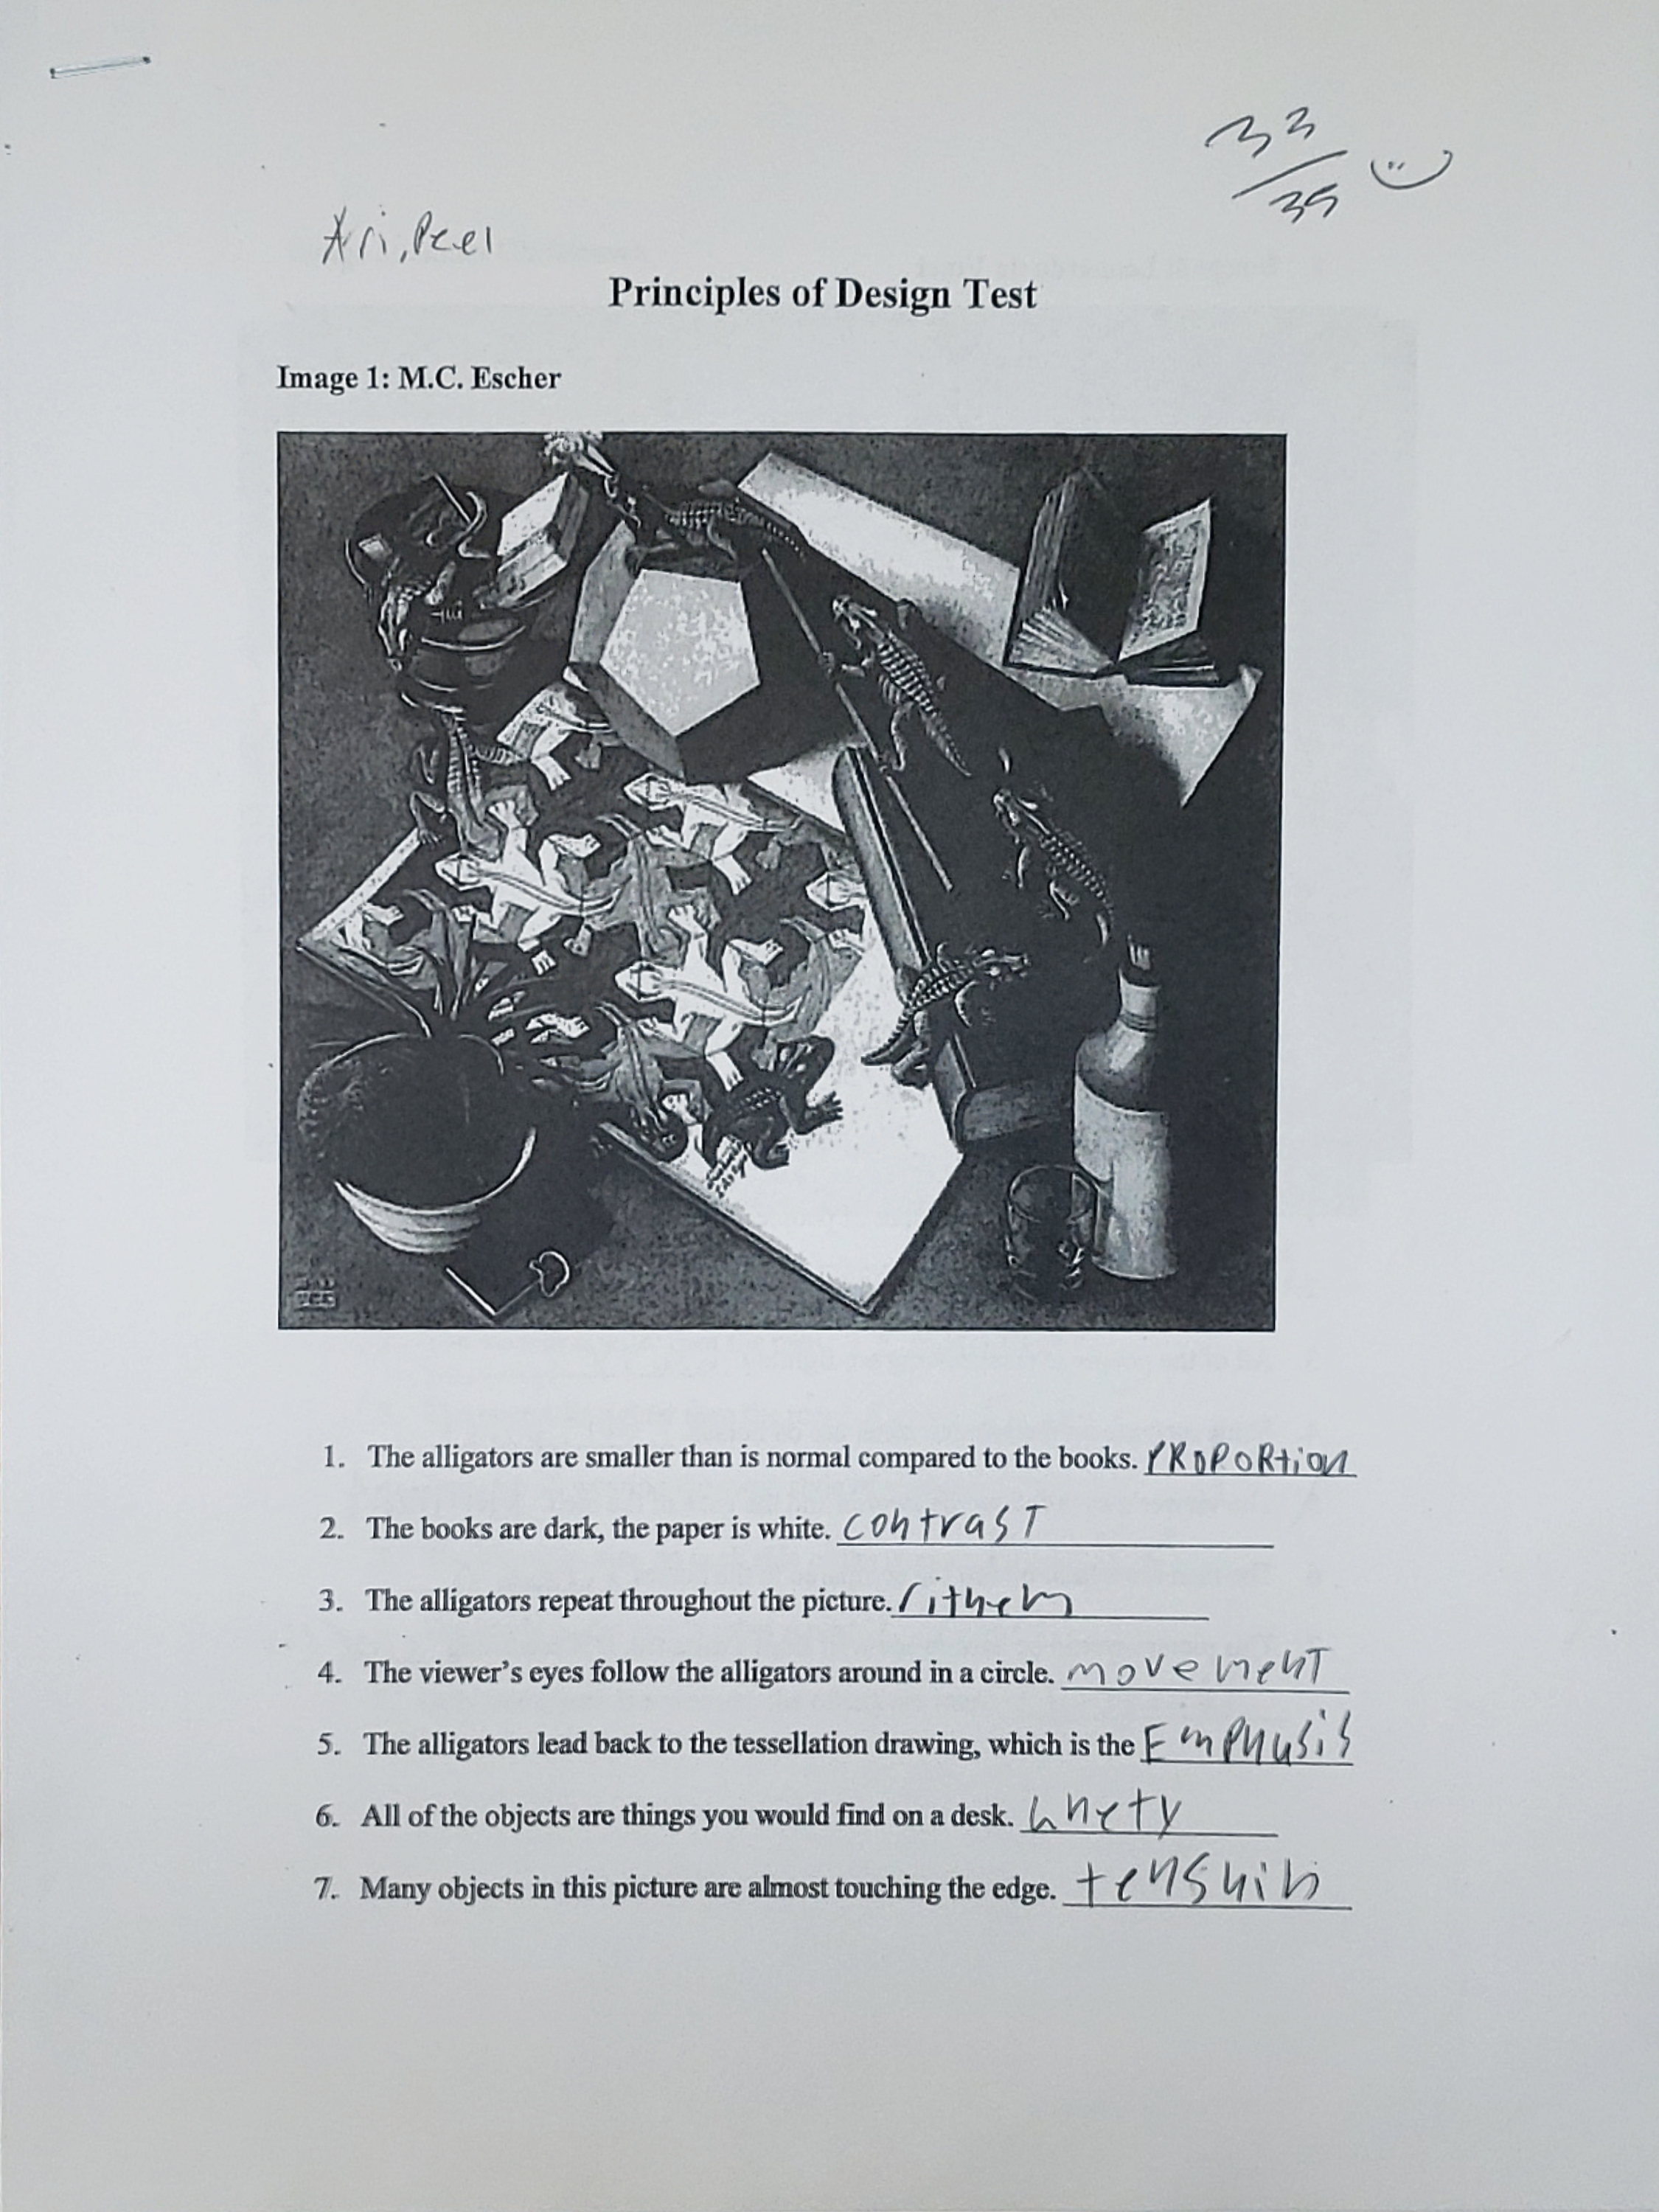 33
/35
Ari, Peel
Principles of Design Test
Image 1: M.C. Escher
1. The alligators are smaller than is normal compared to the books. PROPORtion
2. The books are dark, the paper is white. contrasT
3. The alligators repeat throughout the picture. rithem
4. The viewer's eyes follow the alligators around in a circle. movemenT
5. The alligators lead back to the tessellation drawing, which is the EmPhusis
6. All of the objects are things you would find on a desk. unety
7. Many objects in this picture are almost touching the edge.